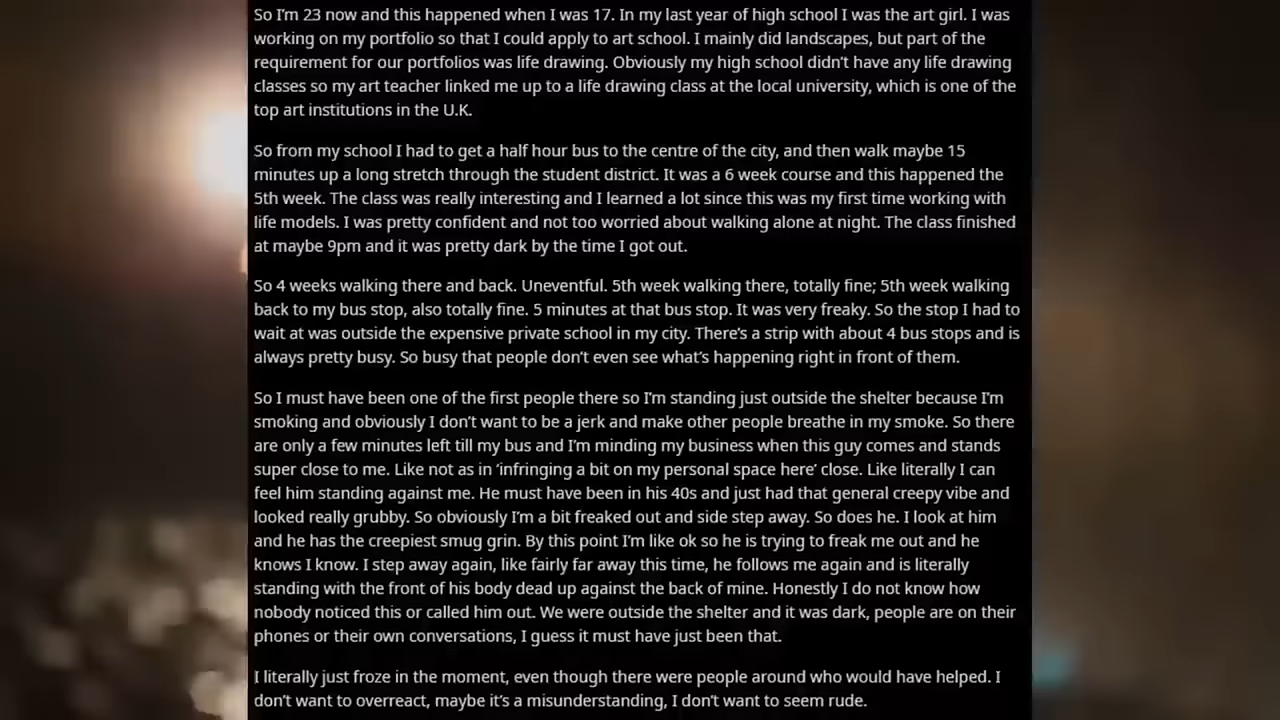 So I'm 23 now and this happened when I was 17. In my last year of high school I was the art girl. I was
working on my portfolio so that I could apply to art school. I mainly did landscapes, but part of the
requirement for our portfolios was life drawing. Obviously my high school didn't have any life drawing
classes so my art teacher linked me up to a life drawing class at the local university, which is one of the
top art institutions in the U.K.
So from my school I had to get a half hour bus to the centre of the city, and then walk maybe 15
minutes up a long stretch through the student district. It was a 6 week course and this happened the
5th week. The class was really interesting and I learned a lot since this was my first time working with
life models. I was pretty confident and not too worried about walking alone at night. The class finished
at maybe 9pm and it was pretty dark by the time I got out.
So 4 weeks walking there and back. Uneventful. 5th week walking there, totally fine; 5th week walking
back to my bus stop, also totally fine. 5 minutes at that bus stop. It was very freaky. So the stop I had to
wait at was outside the expensive private school in my city. There's a strip with about 4 bus stops and is
always pretty busy. So busy that people don't even see what's happening right in front of them.
So I must have been one of the first people there so I'm standing just outside the shelter because I'm
smoking and obviously I don't want to be a jerk and make other people breathe in my smoke. So there
are only a few minutes left till my bus and I'm minding my business when this guy comes and stands
super close to me. Like not as in 'infringing a bit on my personal space here' close. Like literally I can
feel him standing against me. He must have been in his 40s and just had that general creepy vibe and
looked really grubby. So obviously I'm a bit freaked out and side step away. So does he. I look at him
and he has the creepiest smug grin. By this point I'm like ok so he is trying to freak me out and he
knows I know. I step away again, like fairly far away this time, he follows me again and is literally
standing with the front of his body dead up against the back of mine. Honestly I do not know how
nobody noticed this or called him out. We were outside the shelter and it was dark, people are on their
phones or their own conversations, I guess it must have just been that.
I literally just froze in the moment, even though there were people around who would have helped. I
don't want to overreact, maybe it's a misunderstanding, I don't want to seem rude.